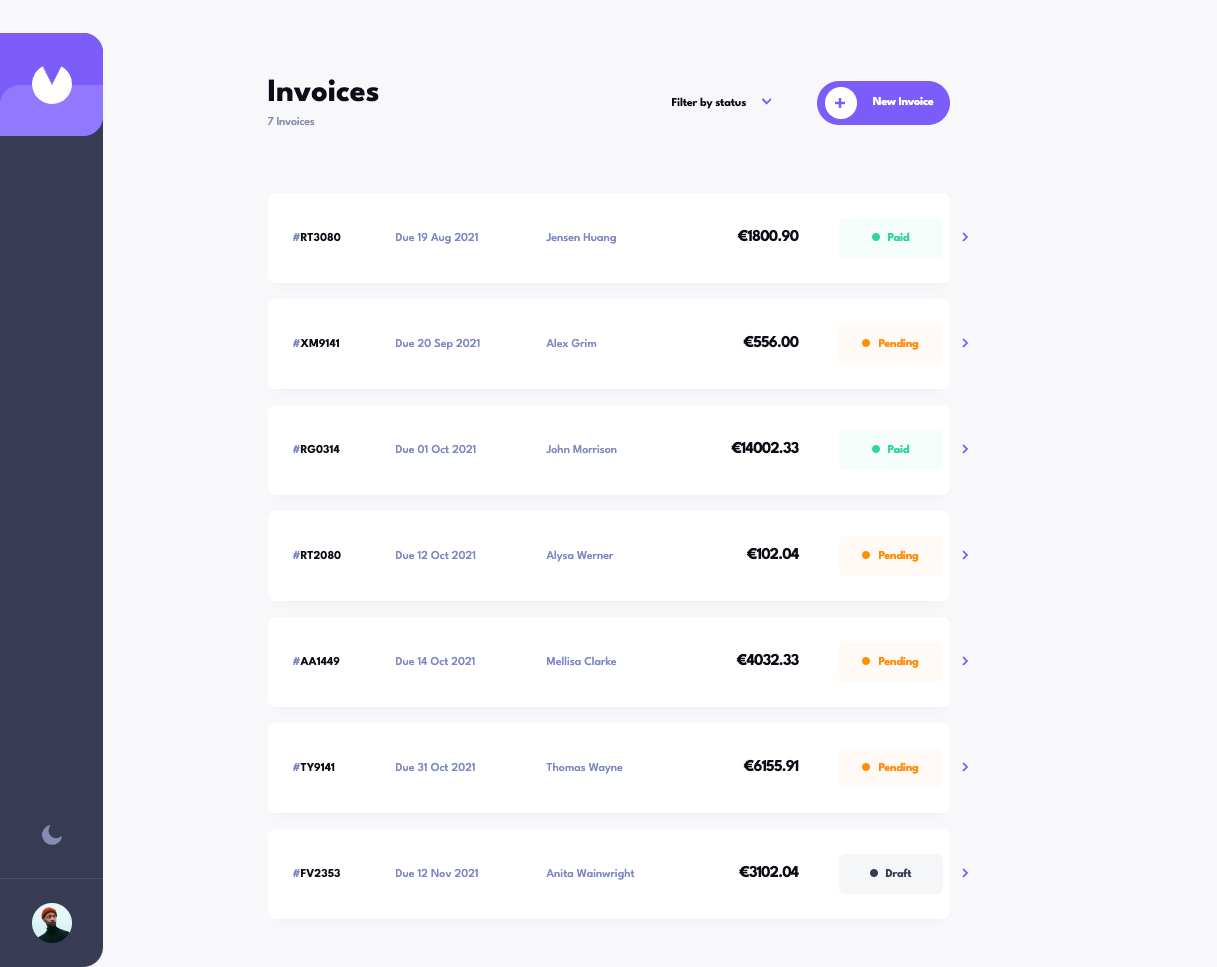 Invoices
7 Invoices
Filter by status
New Invoice
#RT3080 Due 19 Aug 2021 Jensen Huang €1800.90 Paid
#XM9141 Due 20 Sep 2021 Alex Grim €556.00 Pending
#RG0314 Due 01 Oct 2021 John Morrison €14002.33 Paid
#RT2080 Due 12 Oct 2021 Alysa Werner €102.04 Pending
#AA1449 Due 14 Oct 2021 Mellisa Clarke €4032.33 Pending
#TY9141 Due 31 Oct 2021 Thomas Wayne €6155.91 Pending
#FV2353 Due 12 Nov 2021 Anita Wainwright €3102.04 Draft